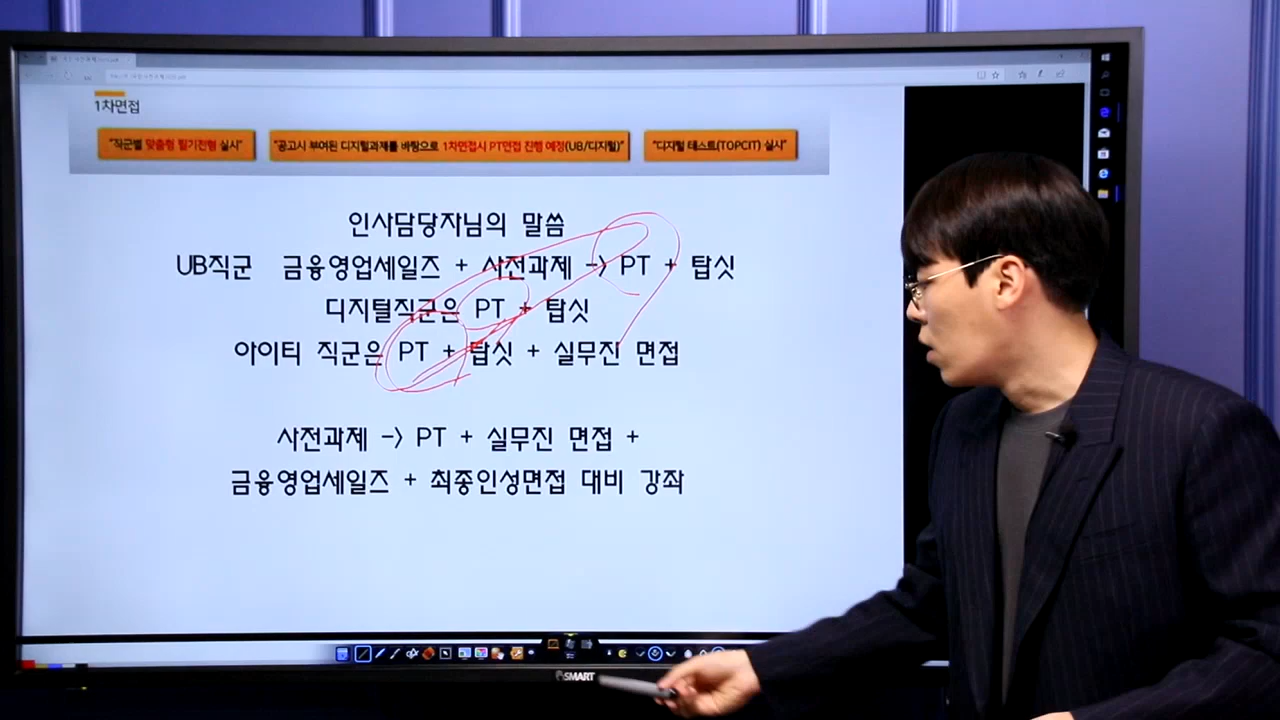 1차면접
"직군별 맞춤형 필기전형 실시"
"공고시 부여된 디지털과제를 바탕으로 1차면접시 PT면접 진행 예정(UB/디지털)"
"디지털 테스트(TOPCIT) 실시"
인사담당자님의 말씀
UB직군 금융영업세일즈 + 사전과제 -> PT + 탑싯
디지털직군은 PT + 탑싯
아이티 직군은 PT + 탑싯 + 실무진 면접
사전과제 -> PT + 실무진 면접 +
금융영업세일즈 + 최종인성면접 대비 강좌
SMART